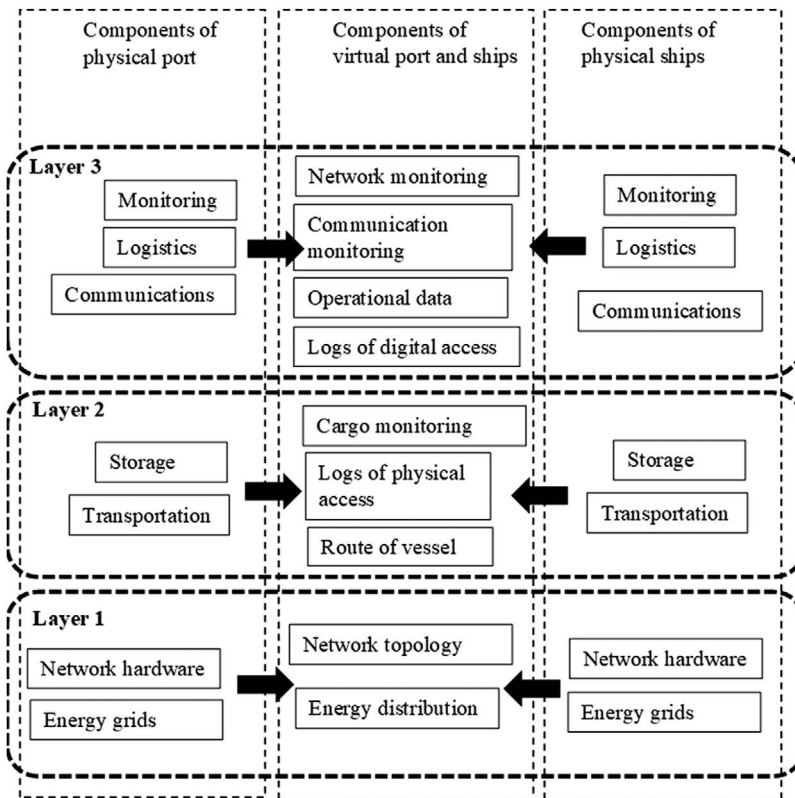 Components of
physical port
Components of
virtual port and ships
Components of
physical ships
Layer 3
Monitoring
Logistics
Communications
Network monitoring
Communication
monitoring
Operational data
Logs of digital access
Monitoring
Logistics
Communications
Layer 2
Storage
Transportation
Cargo monitoring
Logs of physical
access
Route of vessel
Storage
Transportation
Layer 1
Network hardware
Energy grids
Network topology
Energy distribution
Network hardware
Energy grids